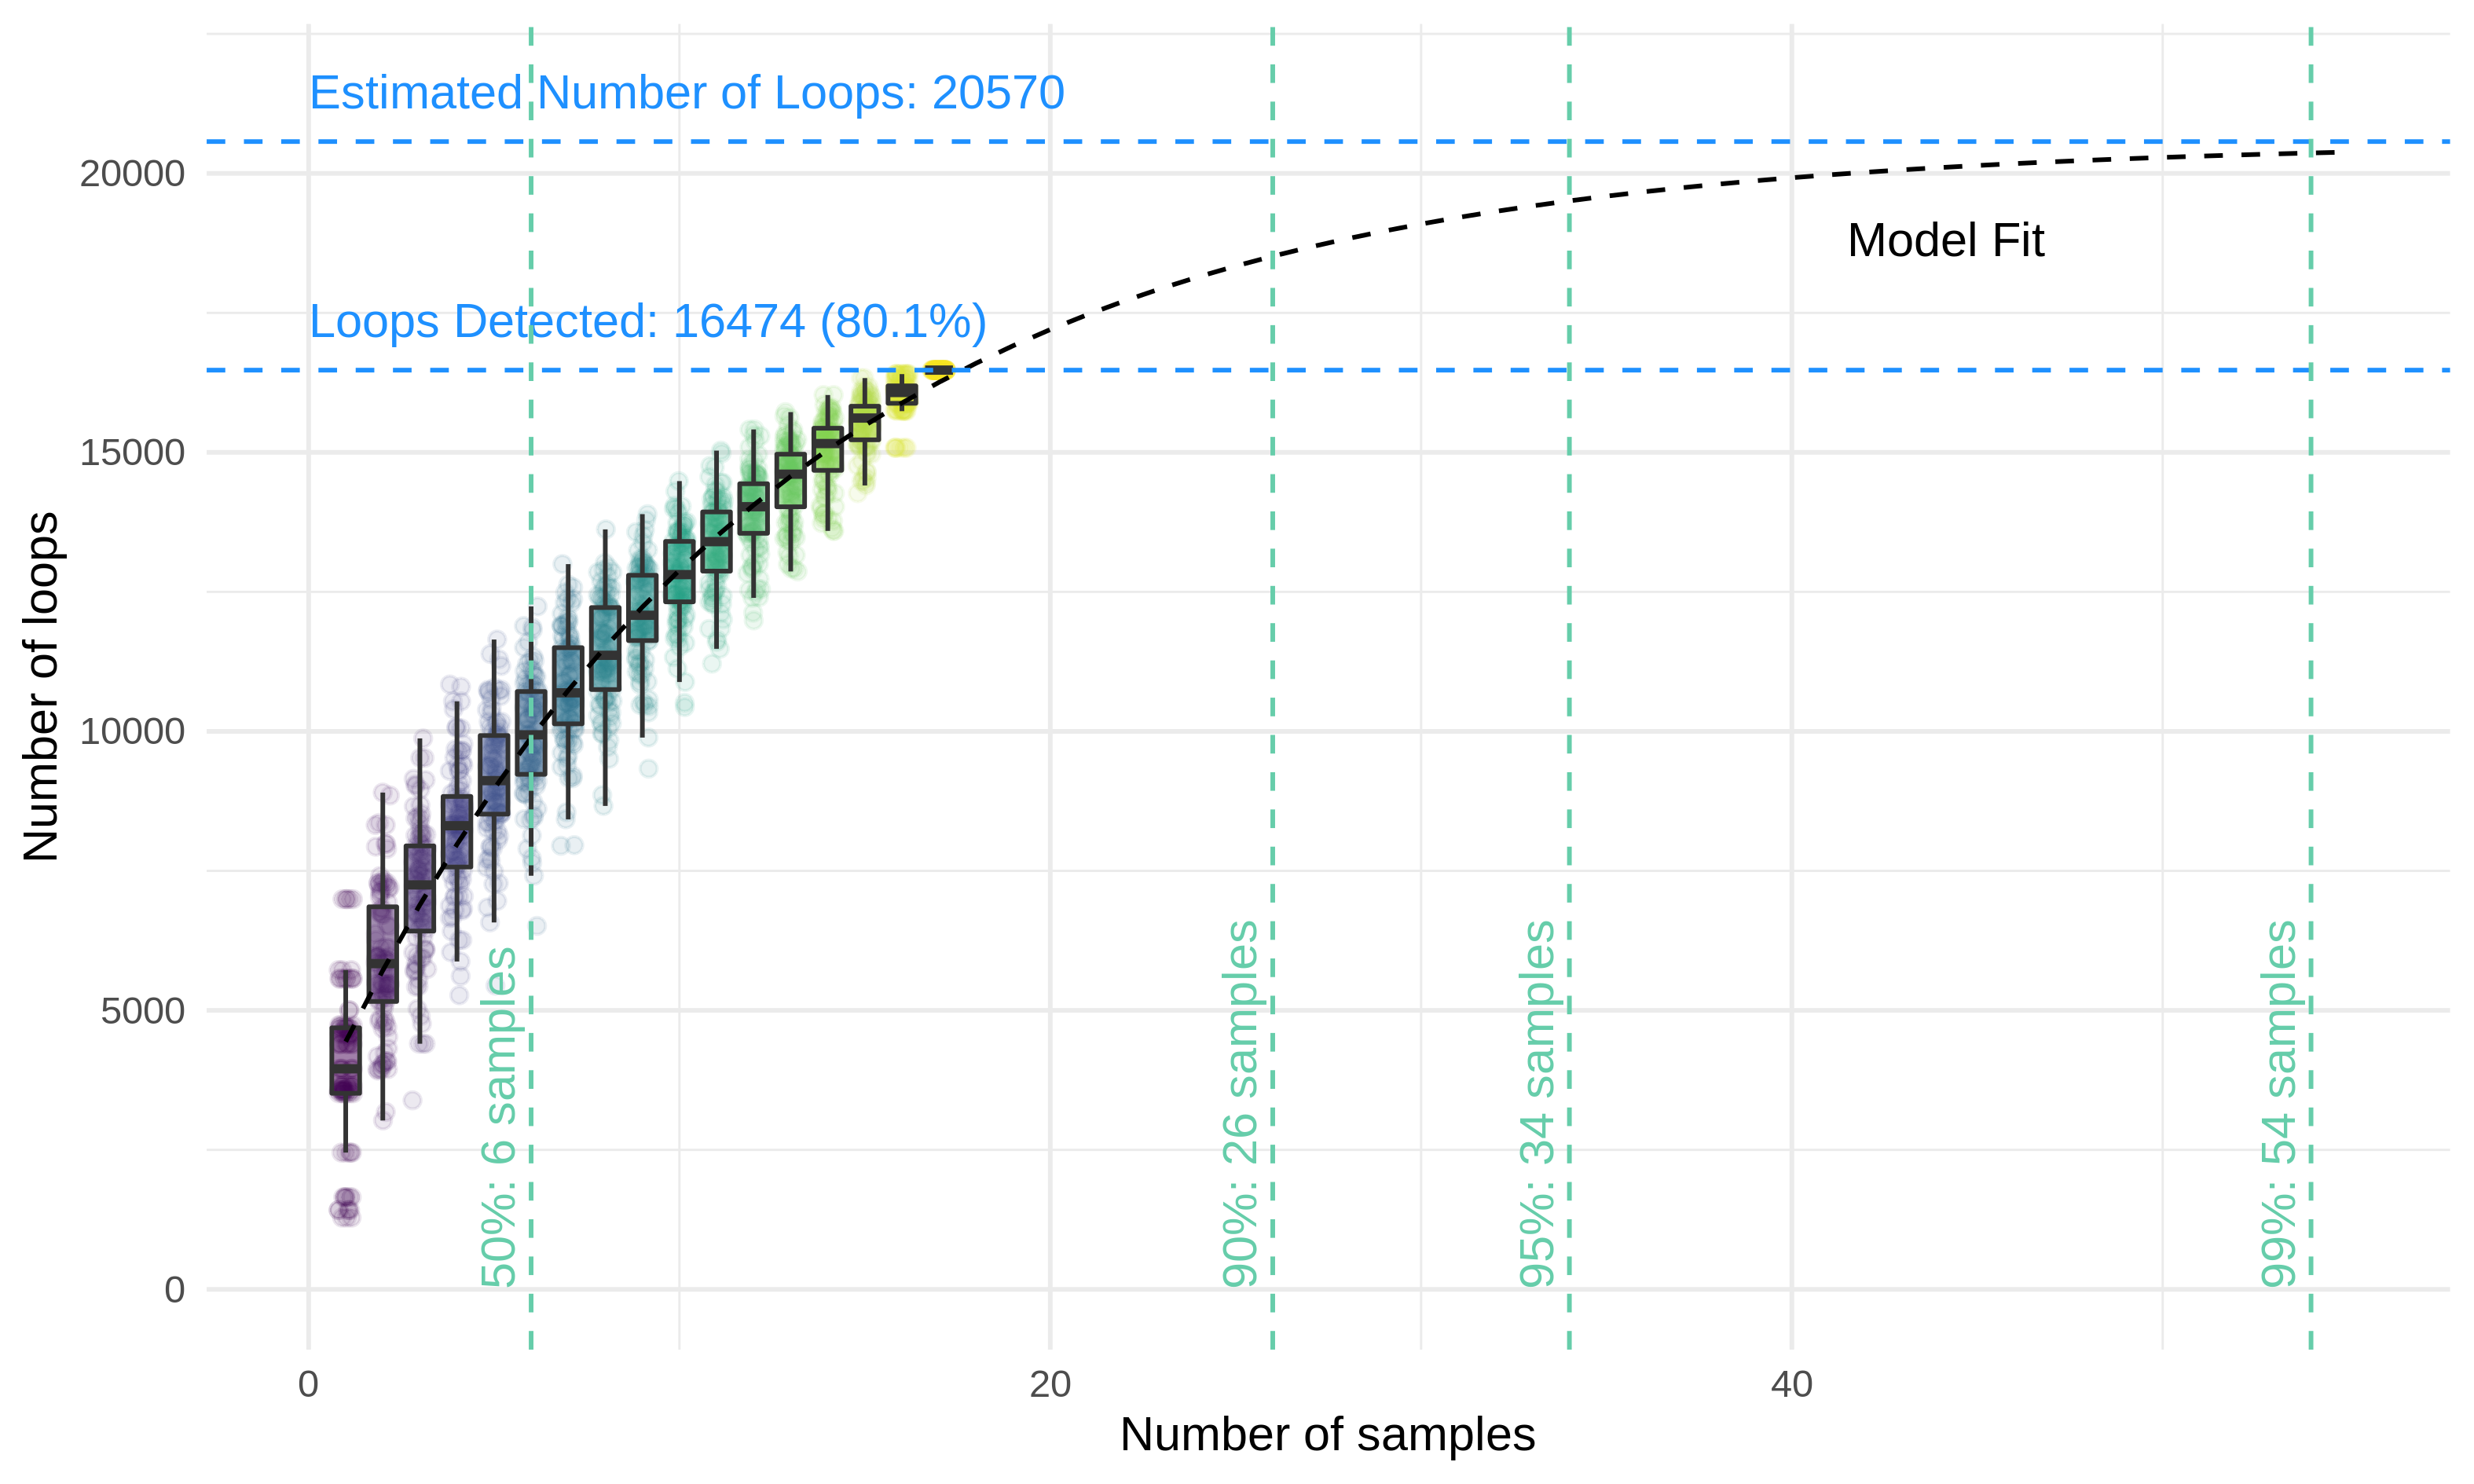 Estimated Number of Loops: 20570
Loops Detected: 16474 (80.1%)
Model Fit
Number of loops
20000
15000
10000
5000
0
50%: 6 samples
90%: 26 samples
95%: 34 samples
99%: 54 samples
0
20
40
Number of samples